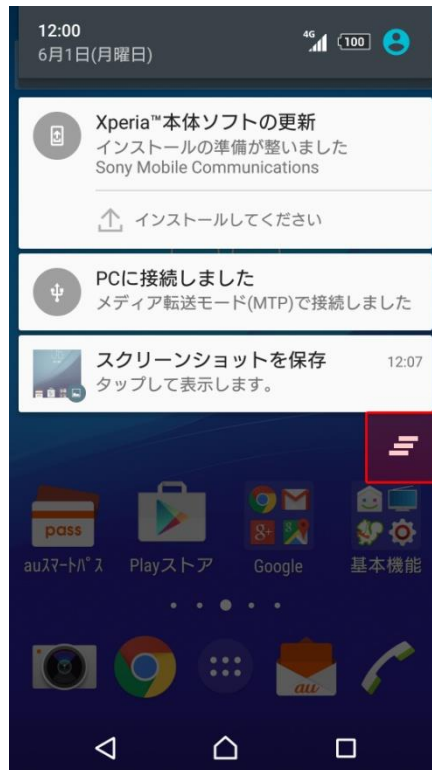 12:00
6月1日(月曜日)
4G
100
Xperia™本体ソフトの更新
インストールの準備が整いました
Sony Mobile Communications
インストールしてください
PCに接続しました
メディア転送モード(MTP)で接続しました
スクリーンショットを保存 12:07
タップして表示します。
pass
8+
auスマートパス Playストア Google 基本機能
au